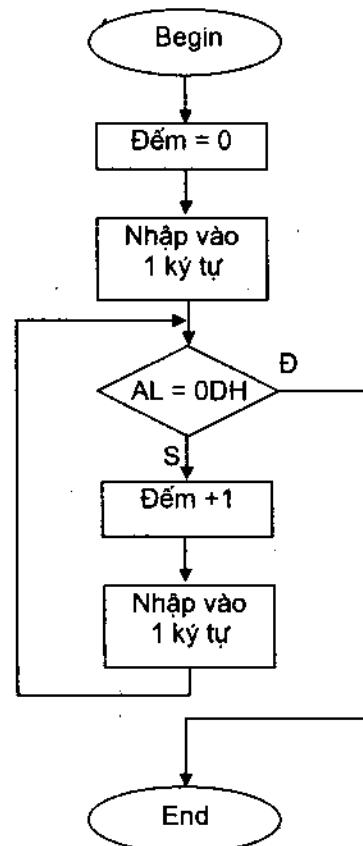 Begin
Đếm = 0
Nhập vào
1 ký tự
AL = 0DH
Đ
S
Đếm +1
Nhập vào
1 ký tự
End